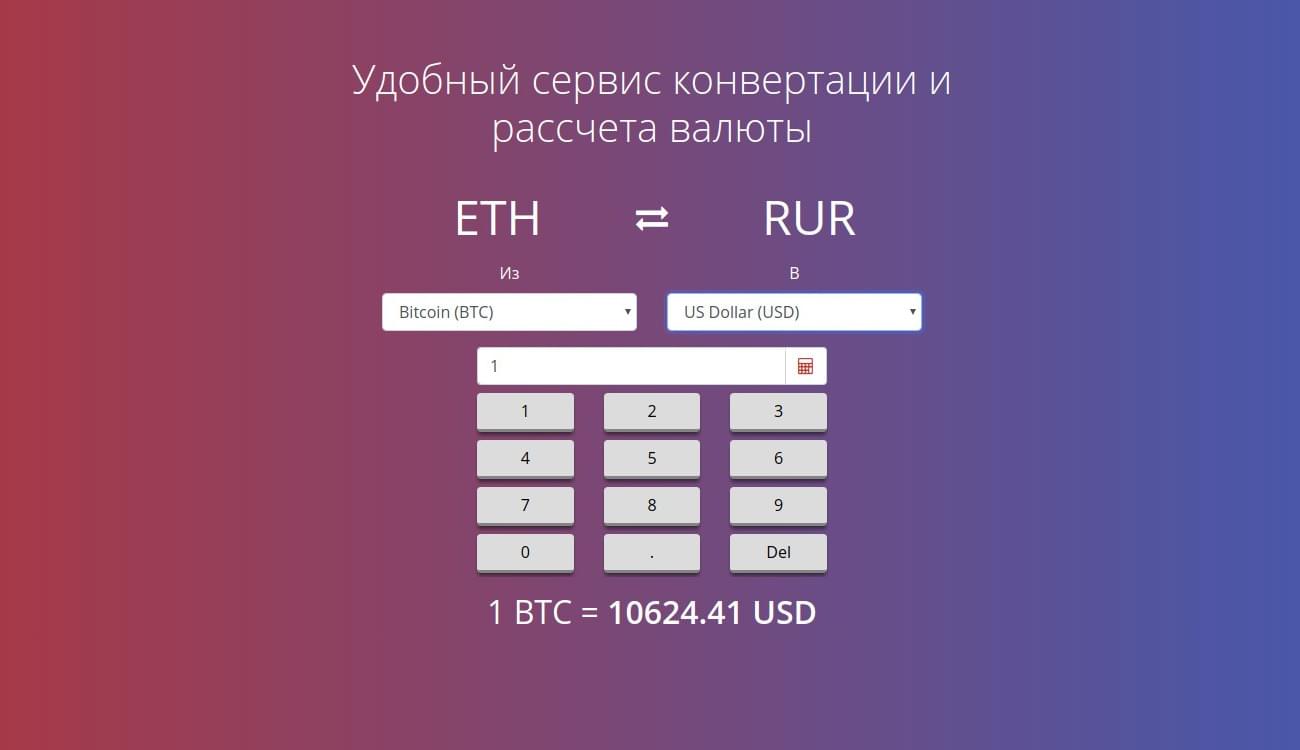 Удобный сервис конвертации и
рассчета валюты
ETH ⇄ RUR
Из В
Bitcoin (BTC) US Dollar (USD)
1
1 2 3
4 5 6
7 8 9
0 . Del
1 BTC = 10624.41 USD